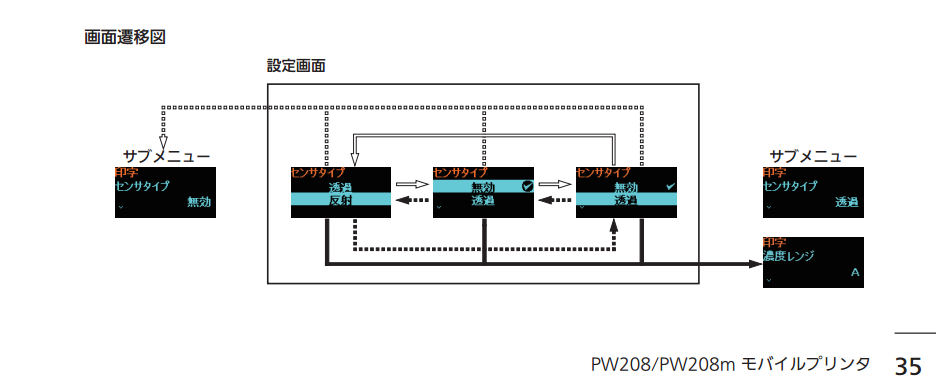 画面遷移図
設定画面
サブメニュー
印字
センサタイプ
無効
センサタイプ
透過
反射
センサタイプ
無効
透過
センサタイプ
無効
透過
サブメニュー
印字
センサタイプ
透過
印字
濃度レンジ
A
PW208/PW208m モバイルプリンタ 35